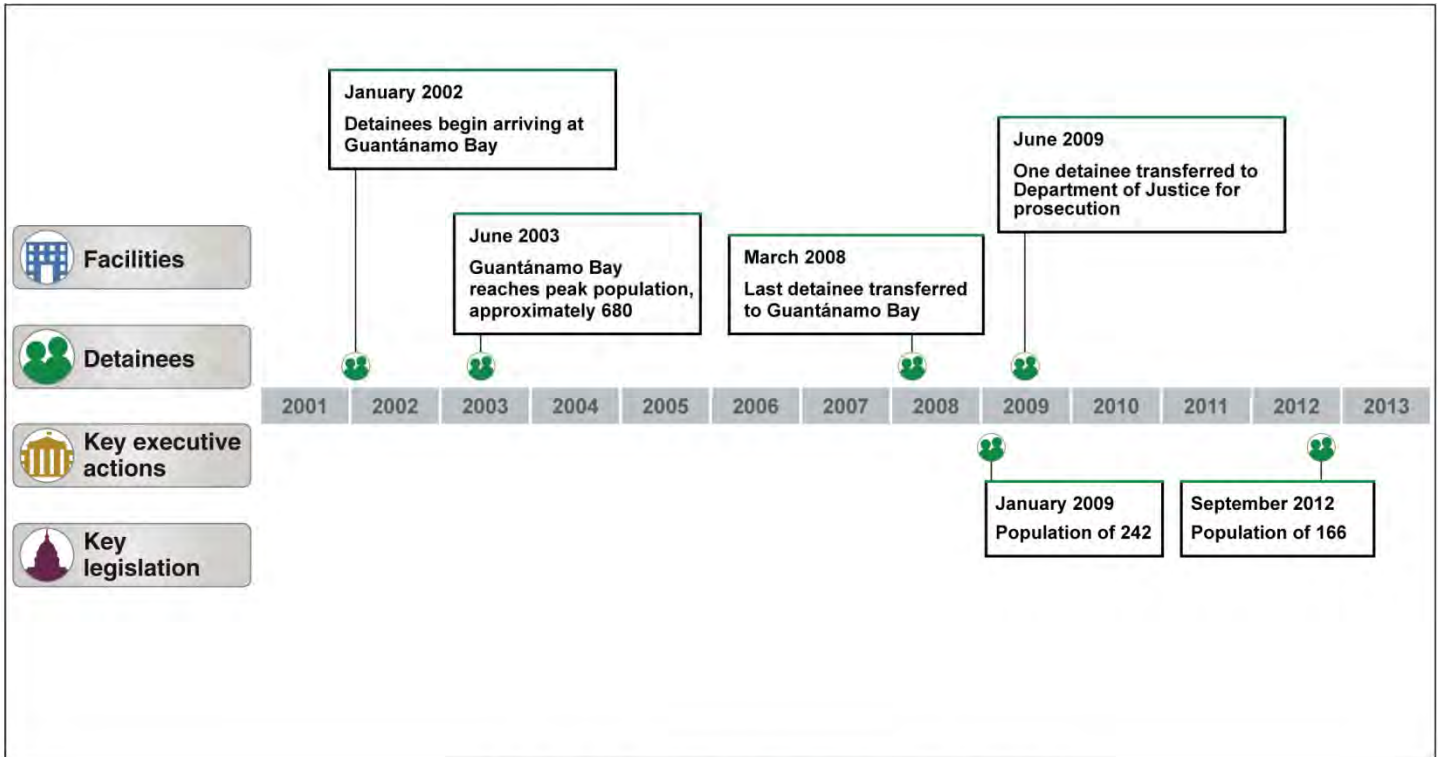 January 2002
Detainees begin arriving at
Guantánamo Bay
June 2009
One detainee transferred to
Department of Justice for
prosecution
June 2003
Guantánamo Bay
reaches peak population,
approximately 680
March 2008
Last detainee transferred
to Guantánamo Bay
Facilities
Detainees
2001 2002 2003 2004 2005 2006 2007 2008 2009 2010 2011 2012 2013
Key executive
actions
January 2009
Population of 242
September 2012
Population of 166
Key
legislation